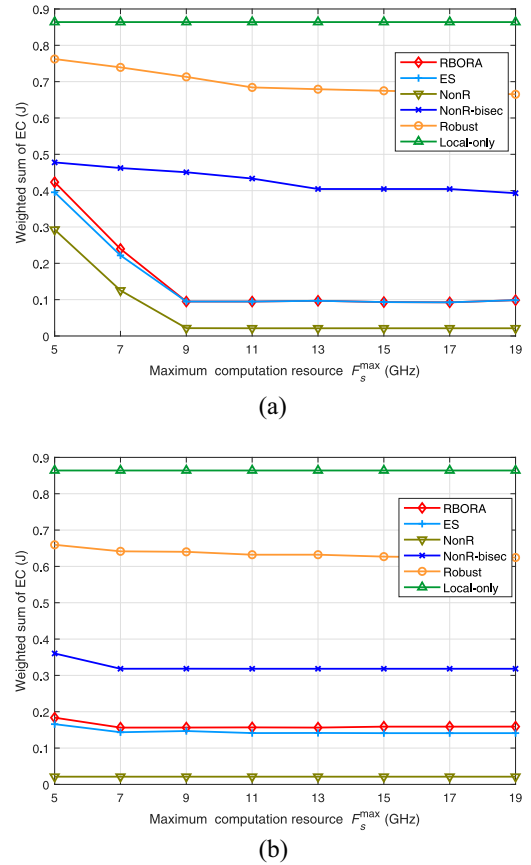 0.9
0.8
0.7
0.6
0.5
0.4
0.3
0.2
0.1
0
Weighted sum of EC (J)
RBORA
ES
NonR
NonR-bisec
Robust
Local-only
5 7 9 11 13 15 17 19
Maximum computation resource F_s^max (GHz)
(a)
0.9
0.8
0.7
0.6
0.5
0.4
0.3
0.2
0.1
0
Weighted sum of EC (J)
RBORA
ES
NonR
NonR-bisec
Robust
Local-only
5 7 9 11 13 15 17 19
Maximum computation resource F_s^max (GHz)
(b)